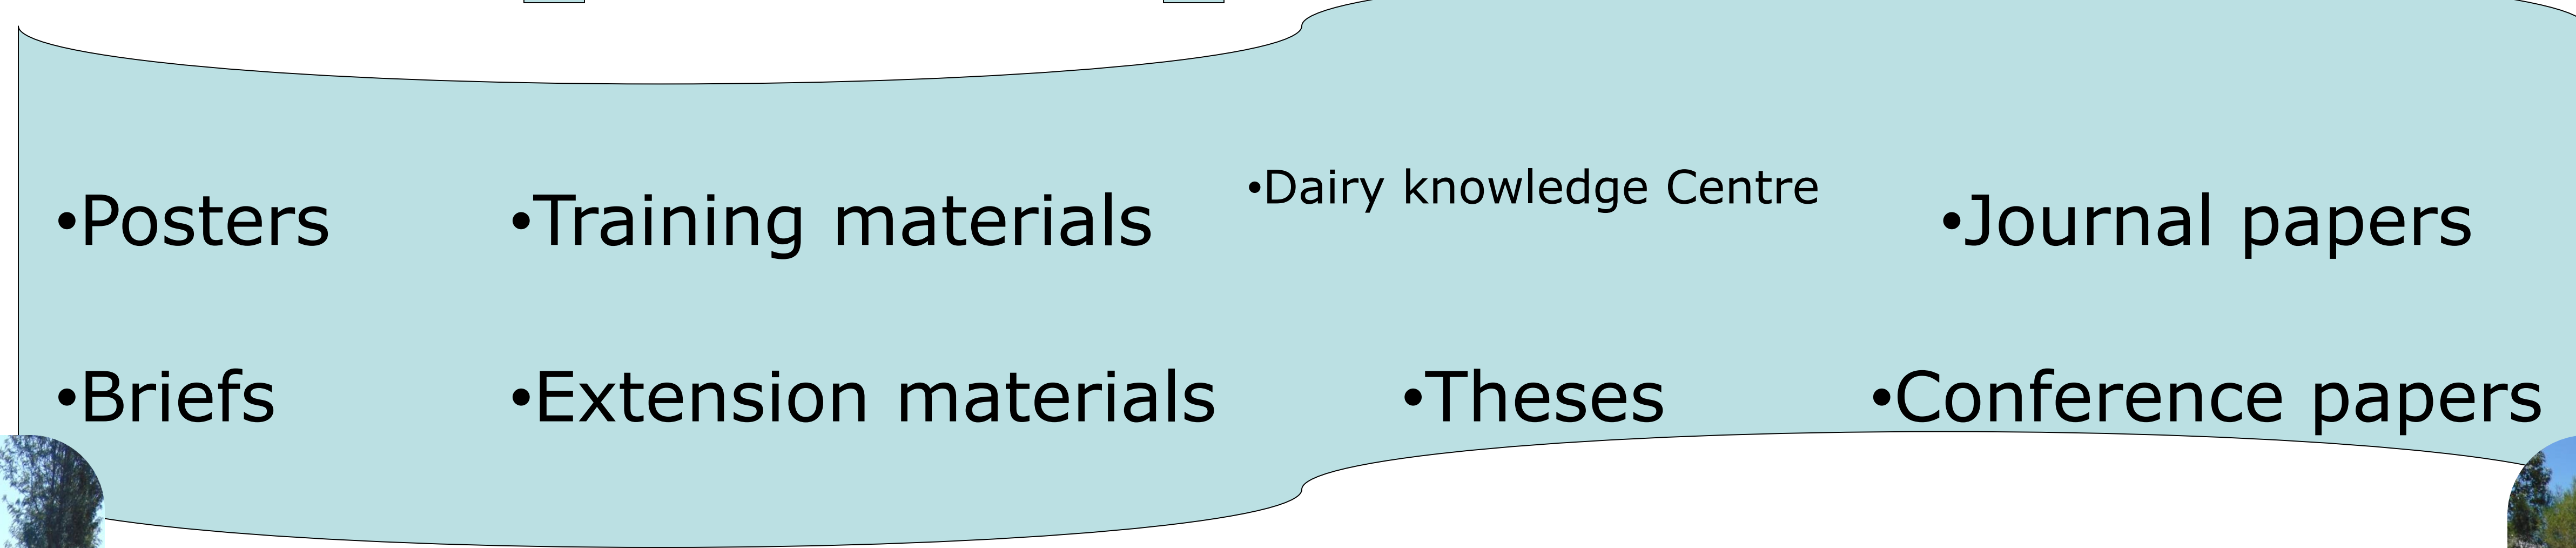 •Posters
•Training materials
•Dairy knowledge Centre
•Journal papers
•Briefs
•Extension materials
•Theses
•Conference papers